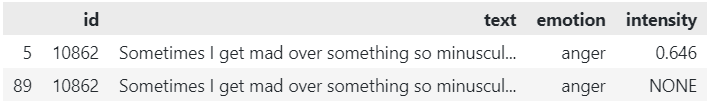 id text emotion intensity
5 10862 Sometimes I get mad over something so minuscul... anger 0.646
89 10862 Sometimes I get mad over something so minuscul... anger NONE